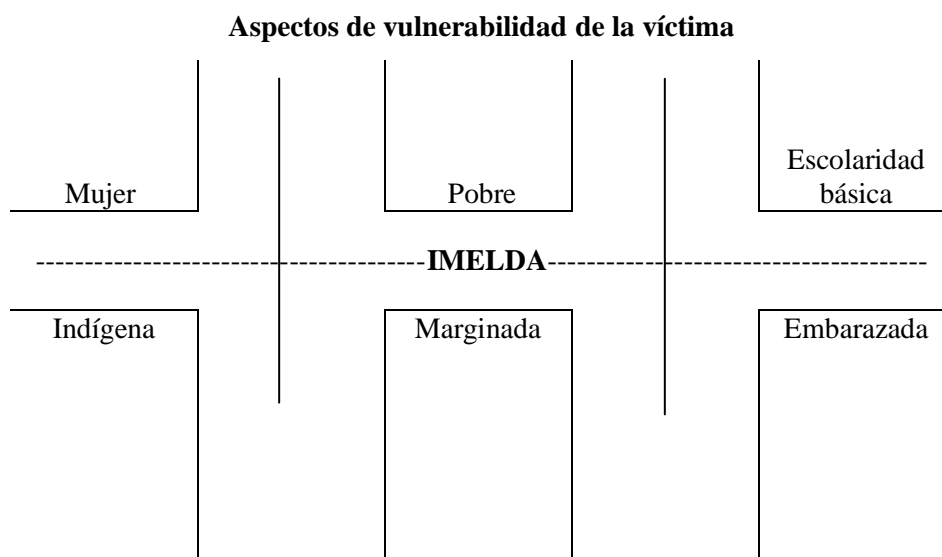 Aspectos de vulnerabilidad de la víctima
Mujer
Pobre
Escolaridad
básica
IMELDA
Indígena
Marginada
Embarazada